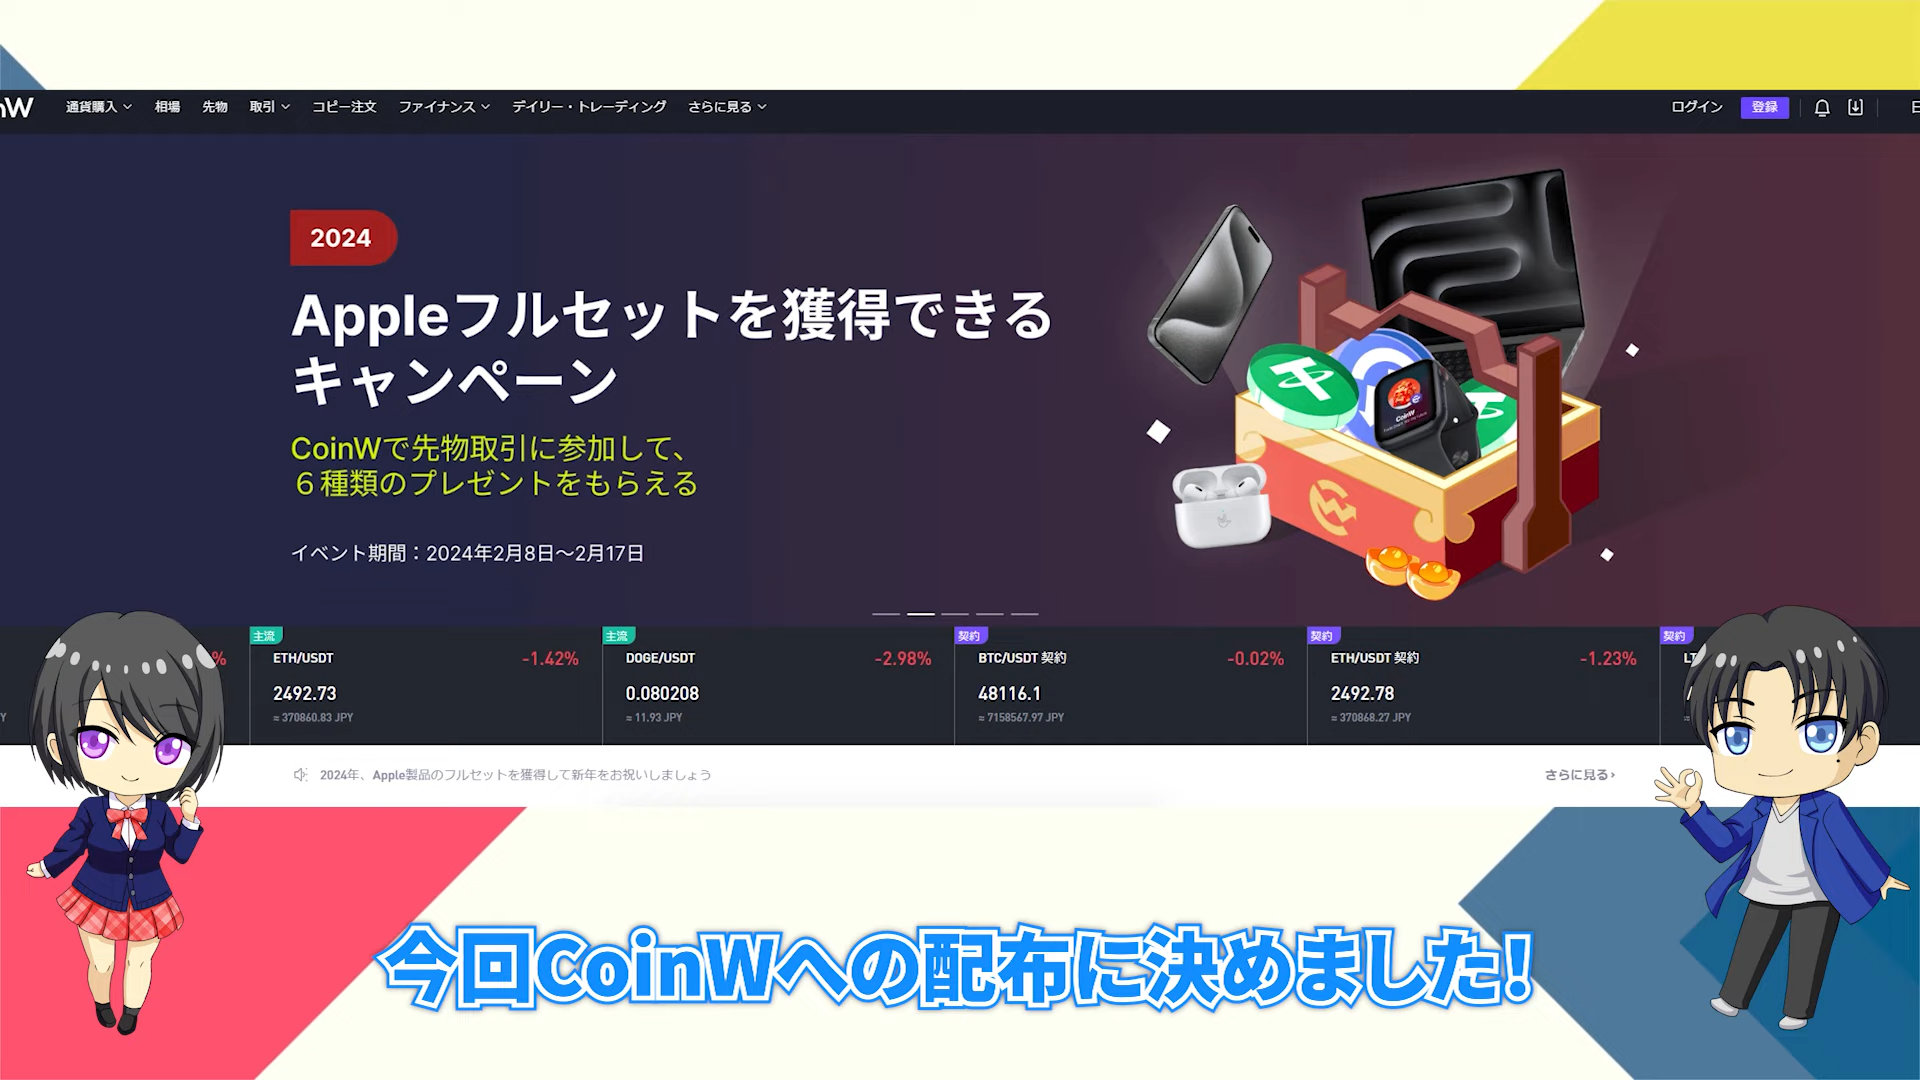 nW 通貨購入 相場 先物 取引 コピー注文 ファイナンス デイリー・トレーディング さらに見る ログイン 登録
2024
Appleフルセットを獲得できる
キャンペーン
CoinWで先物取引に参加して、
６種類のプレゼントをもらえる
イベント期間：2024年2月8日～2月17日
CoinW
%
主流
ETH/USDT -1.42%
2492.73
≈ 370860.83 JPY
主流
DOGE/USDT -2.98%
0.080208
≈ 11.93 JPY
契約
BTC/USDT 契約 -0.02%
48116.1
≈ 7158567.97 JPY
契約
ETH/USDT 契約 -1.23%
2492.78
≈ 370868.27 JPY
契約
2024年、Apple製品のフルセットを獲得して新年をお祝いしましょう さらに見る›
今回CoinWへの配布に決めました!